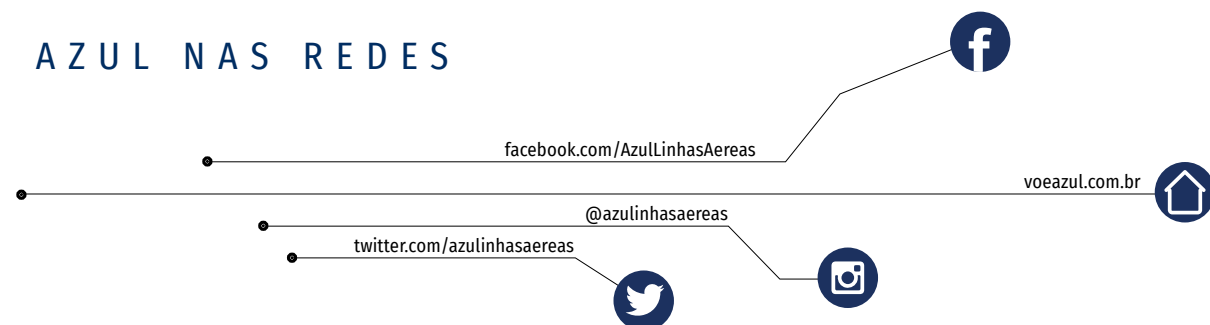 AZUL NAS REDES
facebook.com/AzulLinhasAereas
voeazul.com.br
@azulinhasaereas
twitter.com/azulinhasaereas